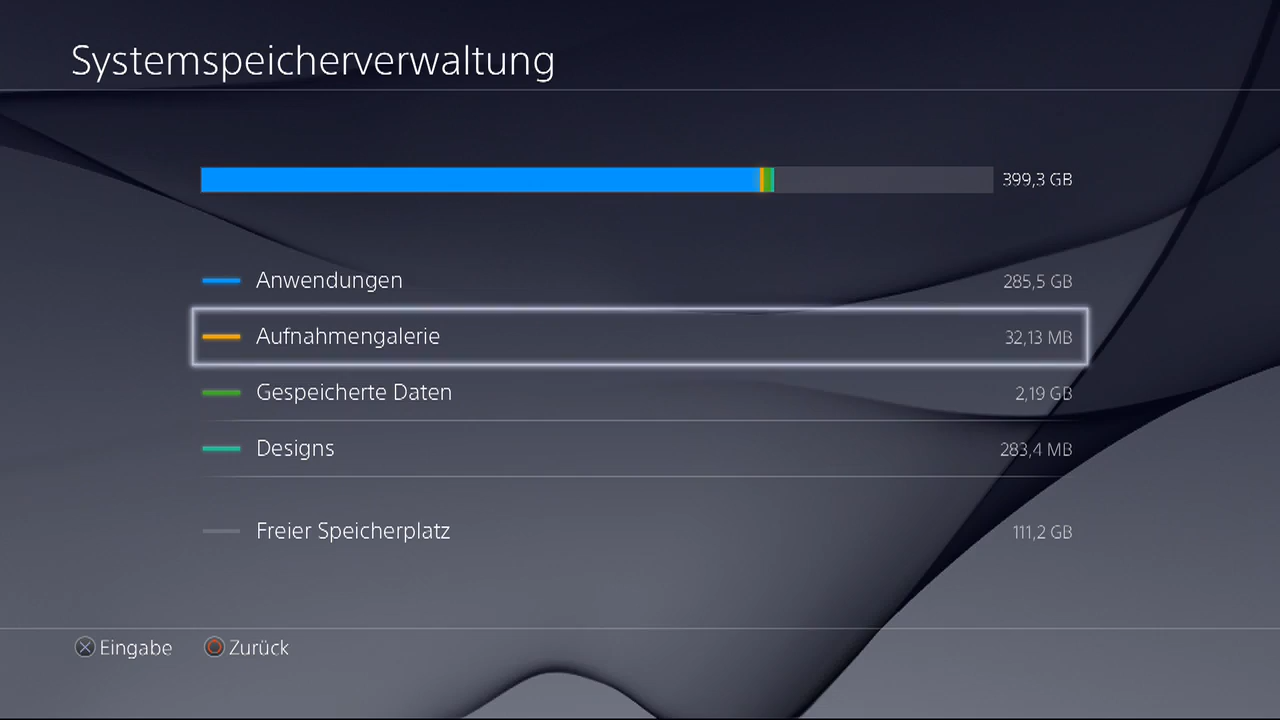 Systemspeicherverwaltung
399,3 GB
Anwendungen 285,5 GB
Aufnahmengalerie 32,13 MB
Gespeicherte Daten 2,19 GB
Designs 283,4 MB
Freier Speicherplatz 111,2 GB
Eingabe Zurück